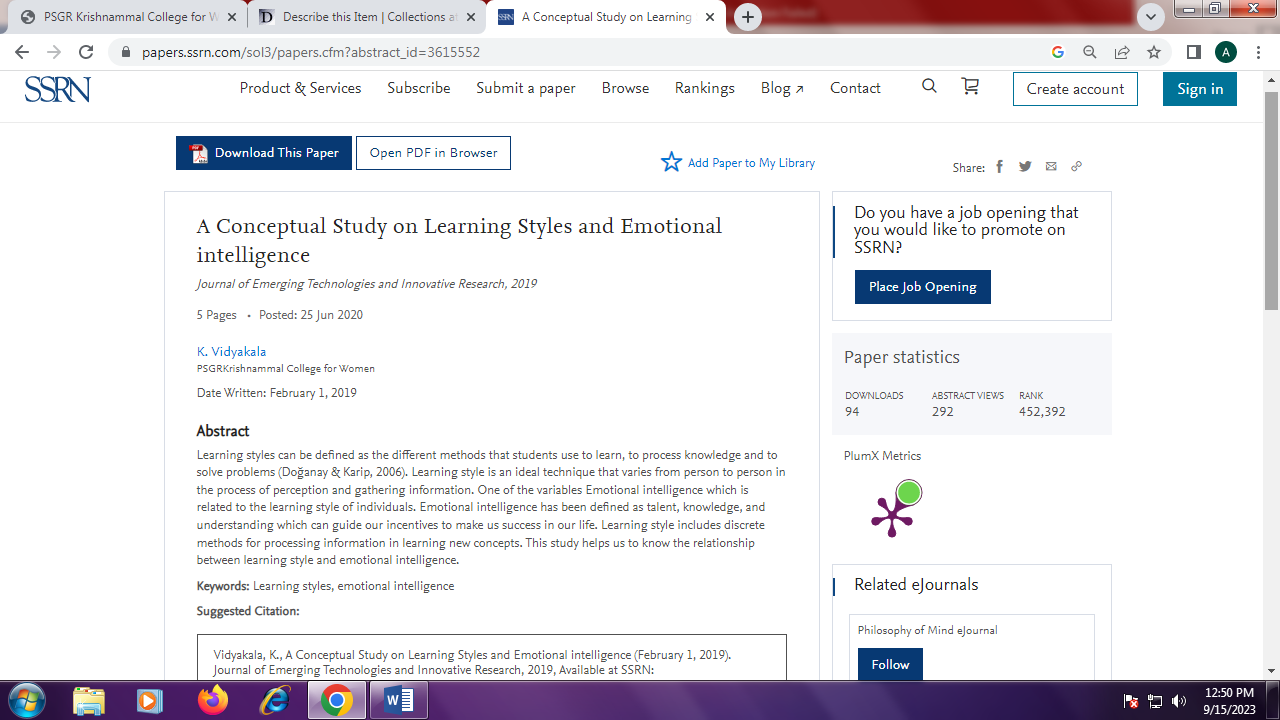 PSGR Krishnammal College for W
Describe this Item | Collections at
A Conceptual Study on Learning
papers.ssrn.com/sol3/papers.cfm?abstract_id=3615552
A
SSRN
Product & Services
Subscribe
Submit a paper
Browse
Rankings
Blog ↗
Contact
Create account
Sign in
Download This Paper
Open PDF in Browser
Add Paper to My Library
Share:
A Conceptual Study on Learning Styles and Emotional
intelligence
Journal of Emerging Technologies and Innovative Research, 2019
5 Pages • Posted: 25 Jun 2020
K. Vidyakala
PSGRKrishnammal College for Women
Date Written: February 1, 2019
Abstract
Learning styles can be defined as the different methods that students use to learn, to process knowledge and to
solve problems (Doğanay & Karip, 2006). Learning style is an ideal technique that varies from person to person in
the process of perception and gathering information. One of the variables Emotional intelligence which is
related to the learning style of individuals. Emotional intelligence has been defined as talent, knowledge, and
understanding which can guide our incentives to make us success in our life. Learning style includes discrete
methods for processing information in learning new concepts. This study helps us to know the relationship
between learning style and emotional intelligence.
Keywords: Learning styles, emotional intelligence
Suggested Citation:
Vidyakala, K., A Conceptual Study on Learning Styles and Emotional intelligence (February 1, 2019).
Journal of Emerging Technologies and Innovative Research, 2019, Available at SSRN:
Do you have a job opening that
you would like to promote on
SSRN?
Place Job Opening
Paper statistics
DOWNLOADS
94
ABSTRACT VIEWS
292
RANK
452,392
PlumX Metrics
Related eJournals
Philosophy of Mind eJournal
Follow
12:50 PM
9/15/2023